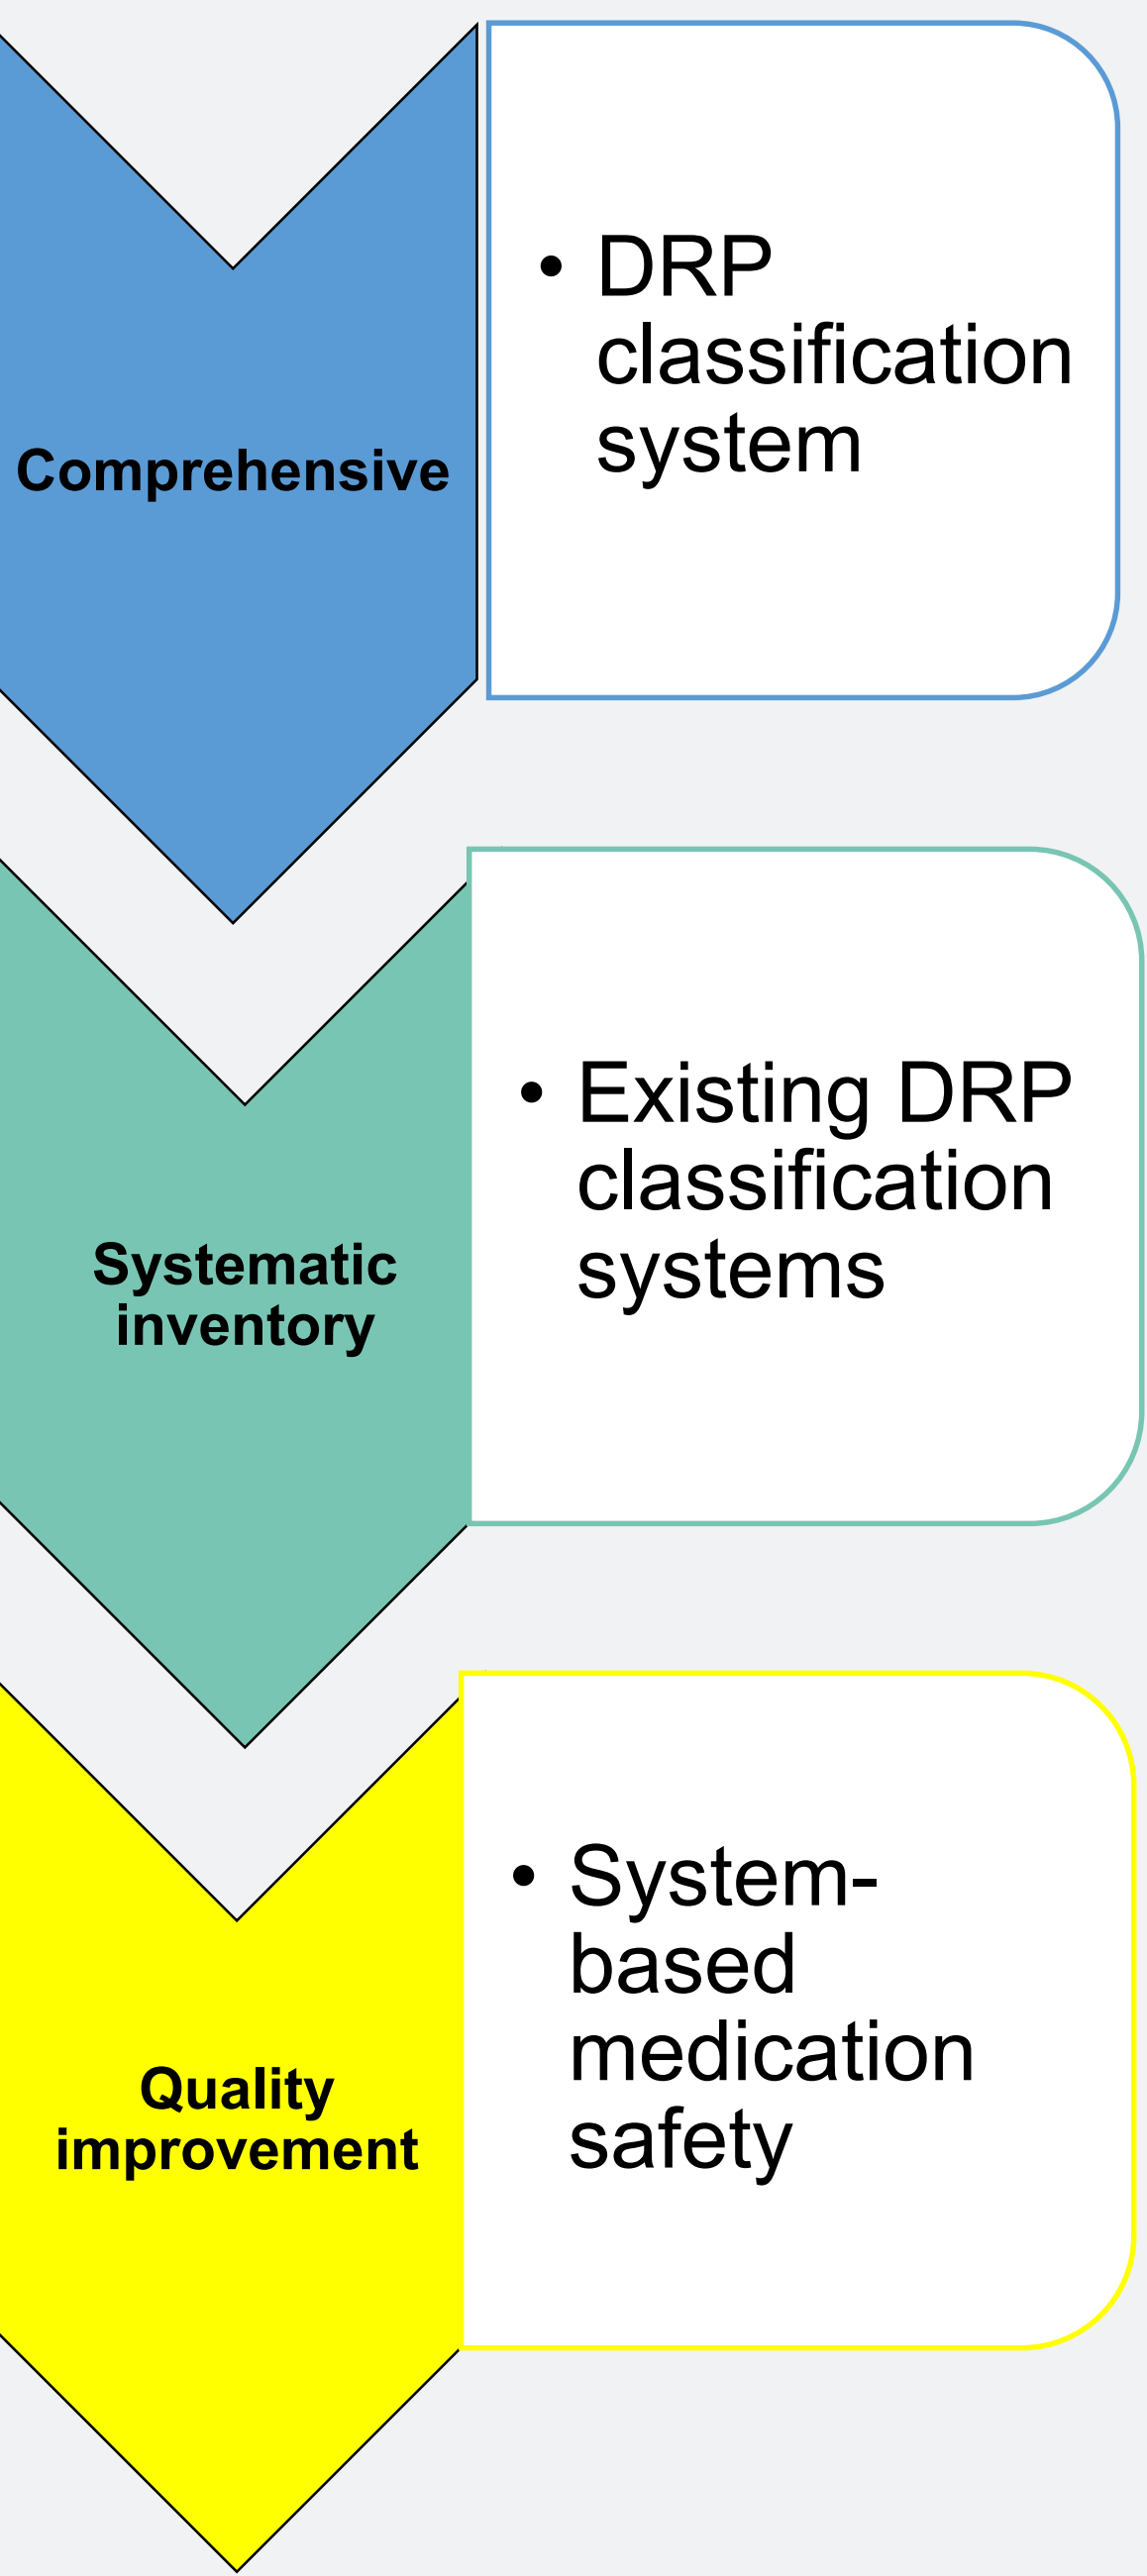 Comprehensive
• DRP
classification
system
Systematic
inventory
• Existing DRP
classification
systems
Quality
improvement
• System-
based
medication
safety